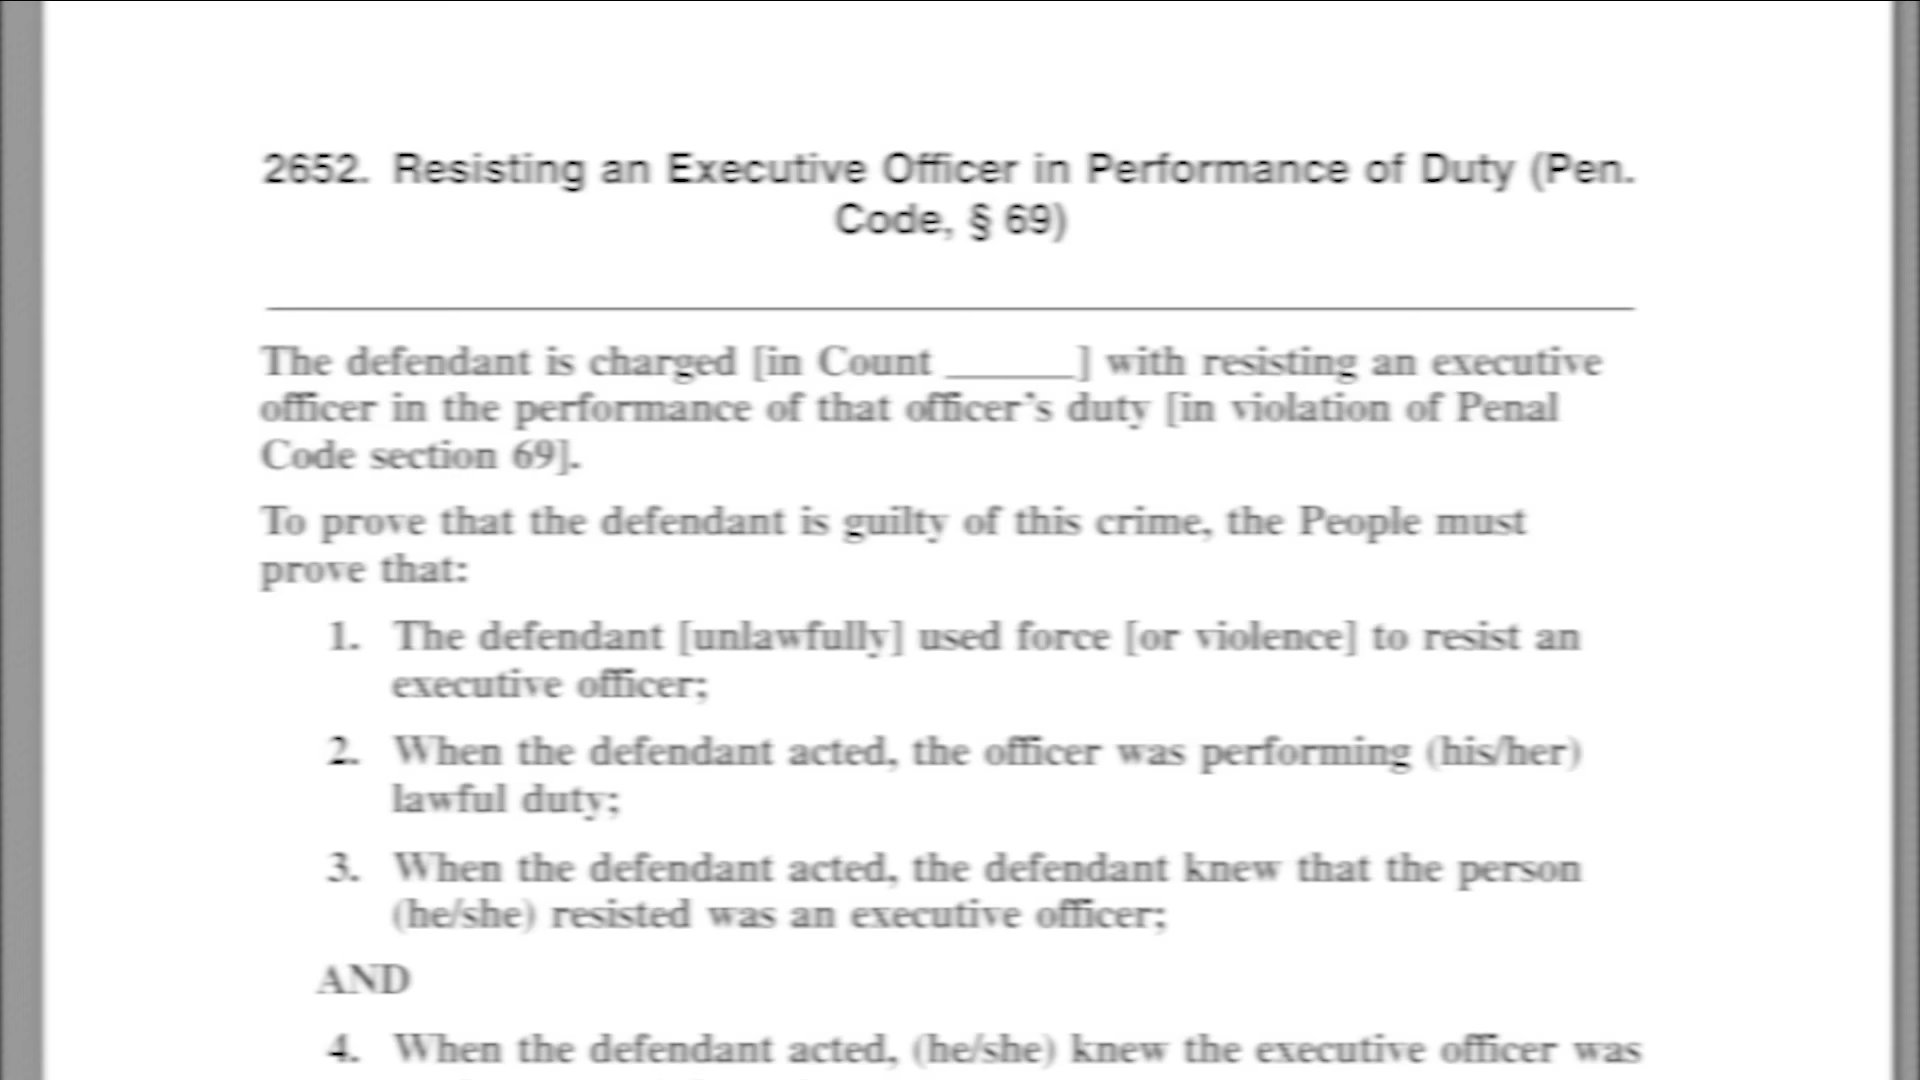 2652. Resisting an Executive Officer in Performance of Duty (Pen.
Code, § 69)
The defendant is charged [in Count ______] with resisting an executive
officer in the performance of that officer’s duty [in violation of Penal
Code section 69].
To prove that the defendant is guilty of this crime, the People must
prove that:
1. The defendant [unlawfully] used force [or violence] to resist an
executive officer;
2. When the defendant acted, the officer was performing (his/her)
lawful duty;
3. When the defendant acted, the defendant knew that the person
(he/she) resisted was an executive officer;
AND
4. When the defendant acted, (he/she) knew the executive officer was